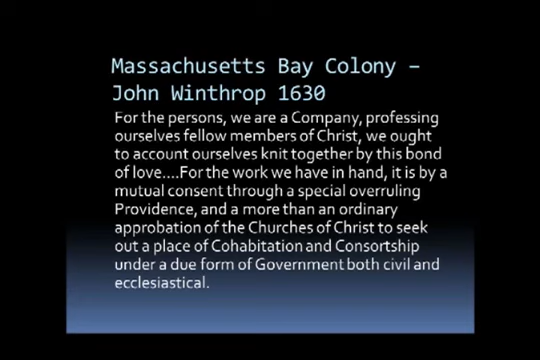 Massachusetts Bay Colony –
John Winthrop 1630
For the persons, we are a Company, professing
ourselves fellow members of Christ, we ought
to account ourselves knit together by this bond
of love....For the work we have in hand, it is by a
mutual consent through a special overruling
Providence, and a more than an ordinary
approbation of the Churches of Christ to seek
out a place of Cohabitation and Consortship
under a due form of Government both civil and
ecclesiastical.